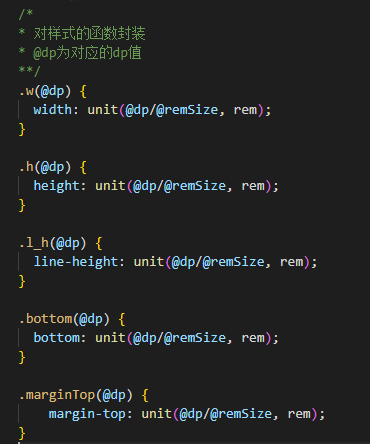 /*
* 对样式的函数封装
* @dp为对应的dp值
**/
.w(@dp) {
  width: unit(@dp/@remSize, rem);
}

.h(@dp) {
  height: unit(@dp/@remSize, rem);
}

.l_h(@dp) {
  line-height: unit(@dp/@remSize, rem);
}

.bottom(@dp) {
  bottom: unit(@dp/@remSize, rem);
}

.marginTop(@dp) {
    margin-top: unit(@dp/@remSize, rem);
}